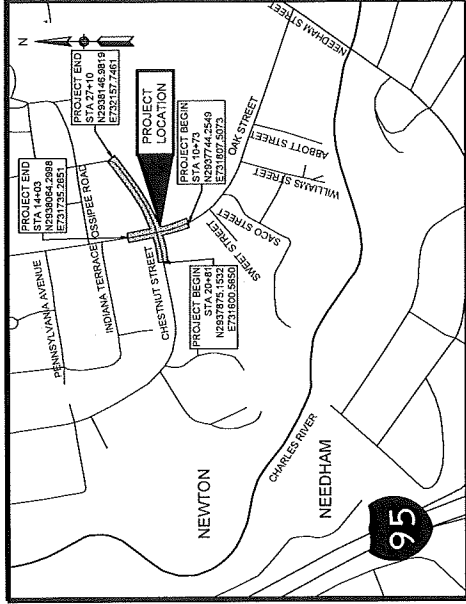 N
PROJECT END
STA 27+10
N2938146.9819
E732157.7461
PROJECT END
STA 14+03
N2938064.2998
E731735.2651
PROJECT
LOCATION
PROJECT BEGIN
STA 10+73
N2937744.2549
E731807.5073
PROJECT BEGIN
STA 20+81
N2937875.1532
E731600.5650
PENNSYLVANIA AVENUE
INDIANA TERRACE
OSSIPEE ROAD
CHESTNUT STREET
OAK STREET
NEEDHAM STREET
ABBOTT STREET
WILLIAMS STREET
SACO STREET
SWEET STREET
CHARLES RIVER
NEWTON
NEEDHAM
95